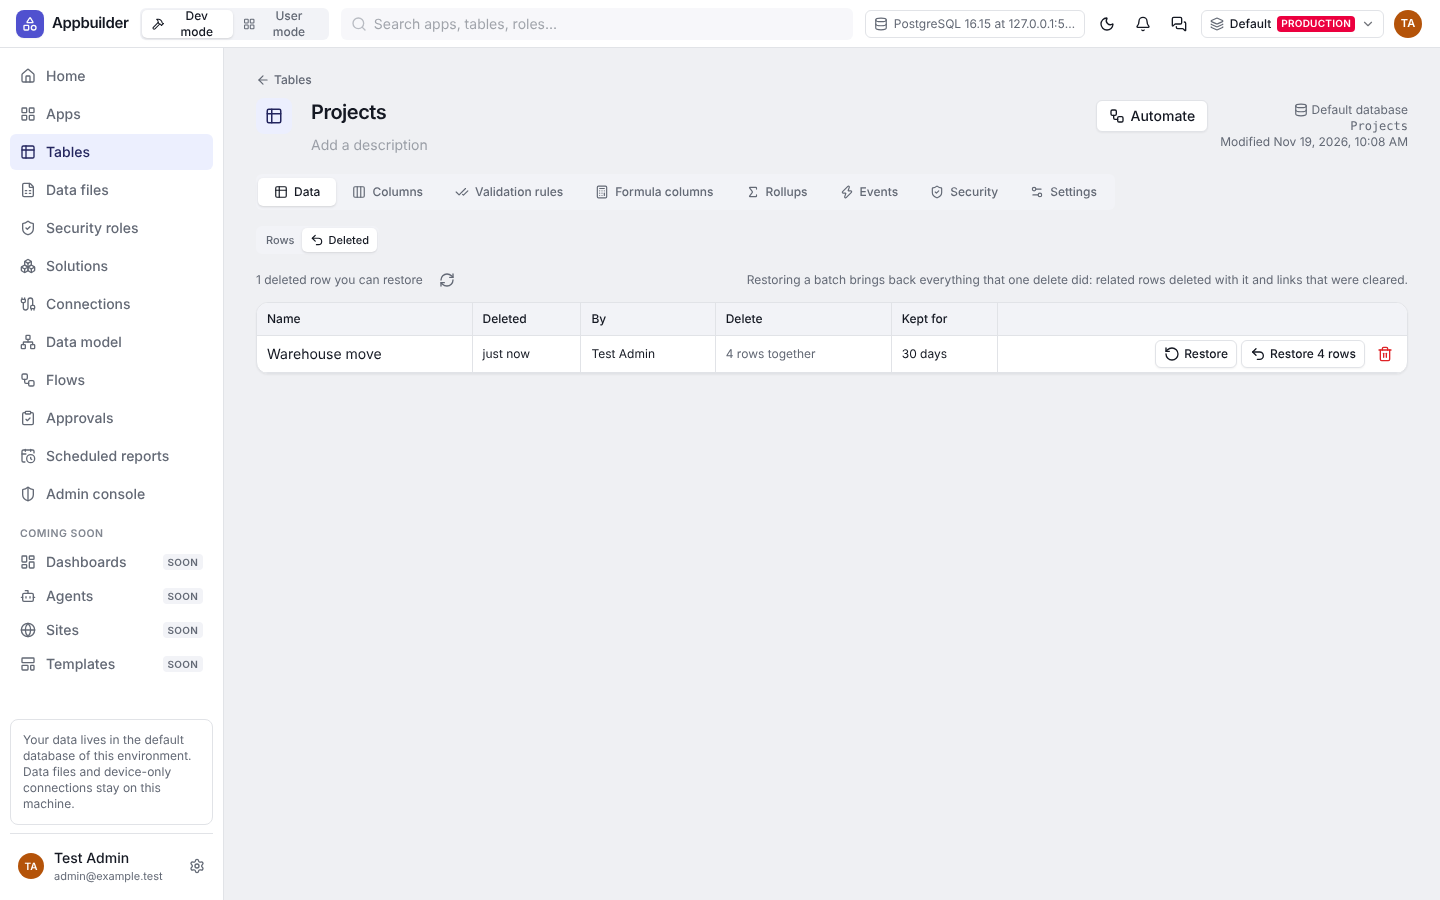 Appbuilder
Dev mode
User mode
Search apps, tables, roles...
PostgreSQL 16.15 at 127.0.0.1:5...
Default PRODUCTION
TA
Home
Apps
Tables
Data files
Security roles
Solutions
Connections
Data model
Flows
Approvals
Scheduled reports
Admin console
COMING SOON
Dashboards SOON
Agents SOON
Sites SOON
Templates SOON
Your data lives in the default
database of this environment.
Data files and device-only
connections stay on this
machine.
TA
Test Admin
admin@example.test
Tables
Projects
Add a description
Automate
Default database
Projects
Modified Nov 19, 2026, 10:08 AM
Data Columns Validation rules Formula columns Rollups Events Security Settings
Rows Deleted
1 deleted row you can restore
Restoring a batch brings back everything that one delete did: related rows deleted with it and links that were cleared.
Name Deleted By Delete Kept for
Warehouse move just now Test Admin 4 rows together 30 days Restore Restore 4 rows